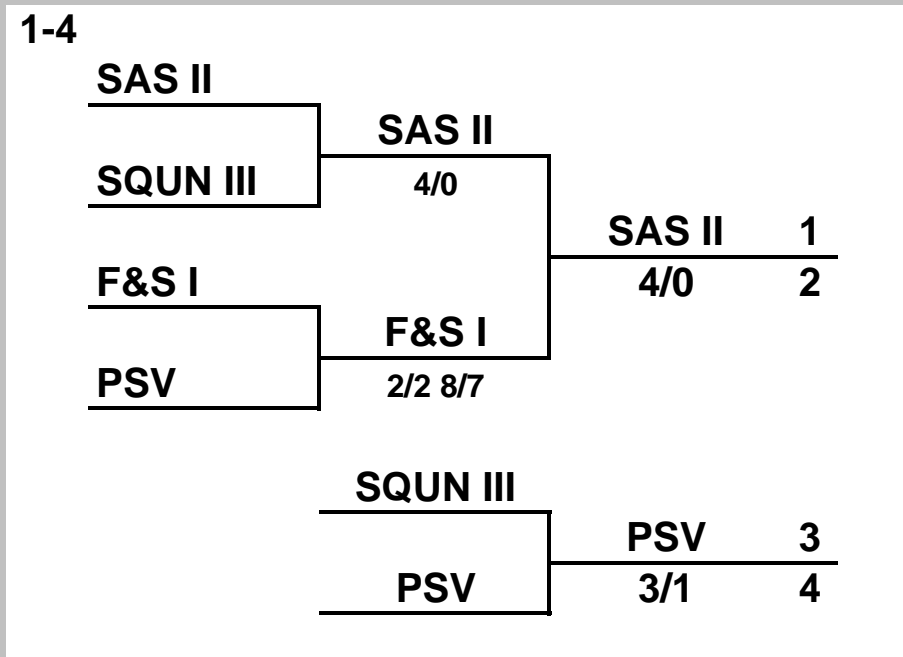 1-4
SAS II
SAS II
SQUN III
4/0
SAS II 1
F&S I
4/0 2
F&S I
PSV
2/2 8/7
SQUN III
PSV 3
PSV
3/1 4